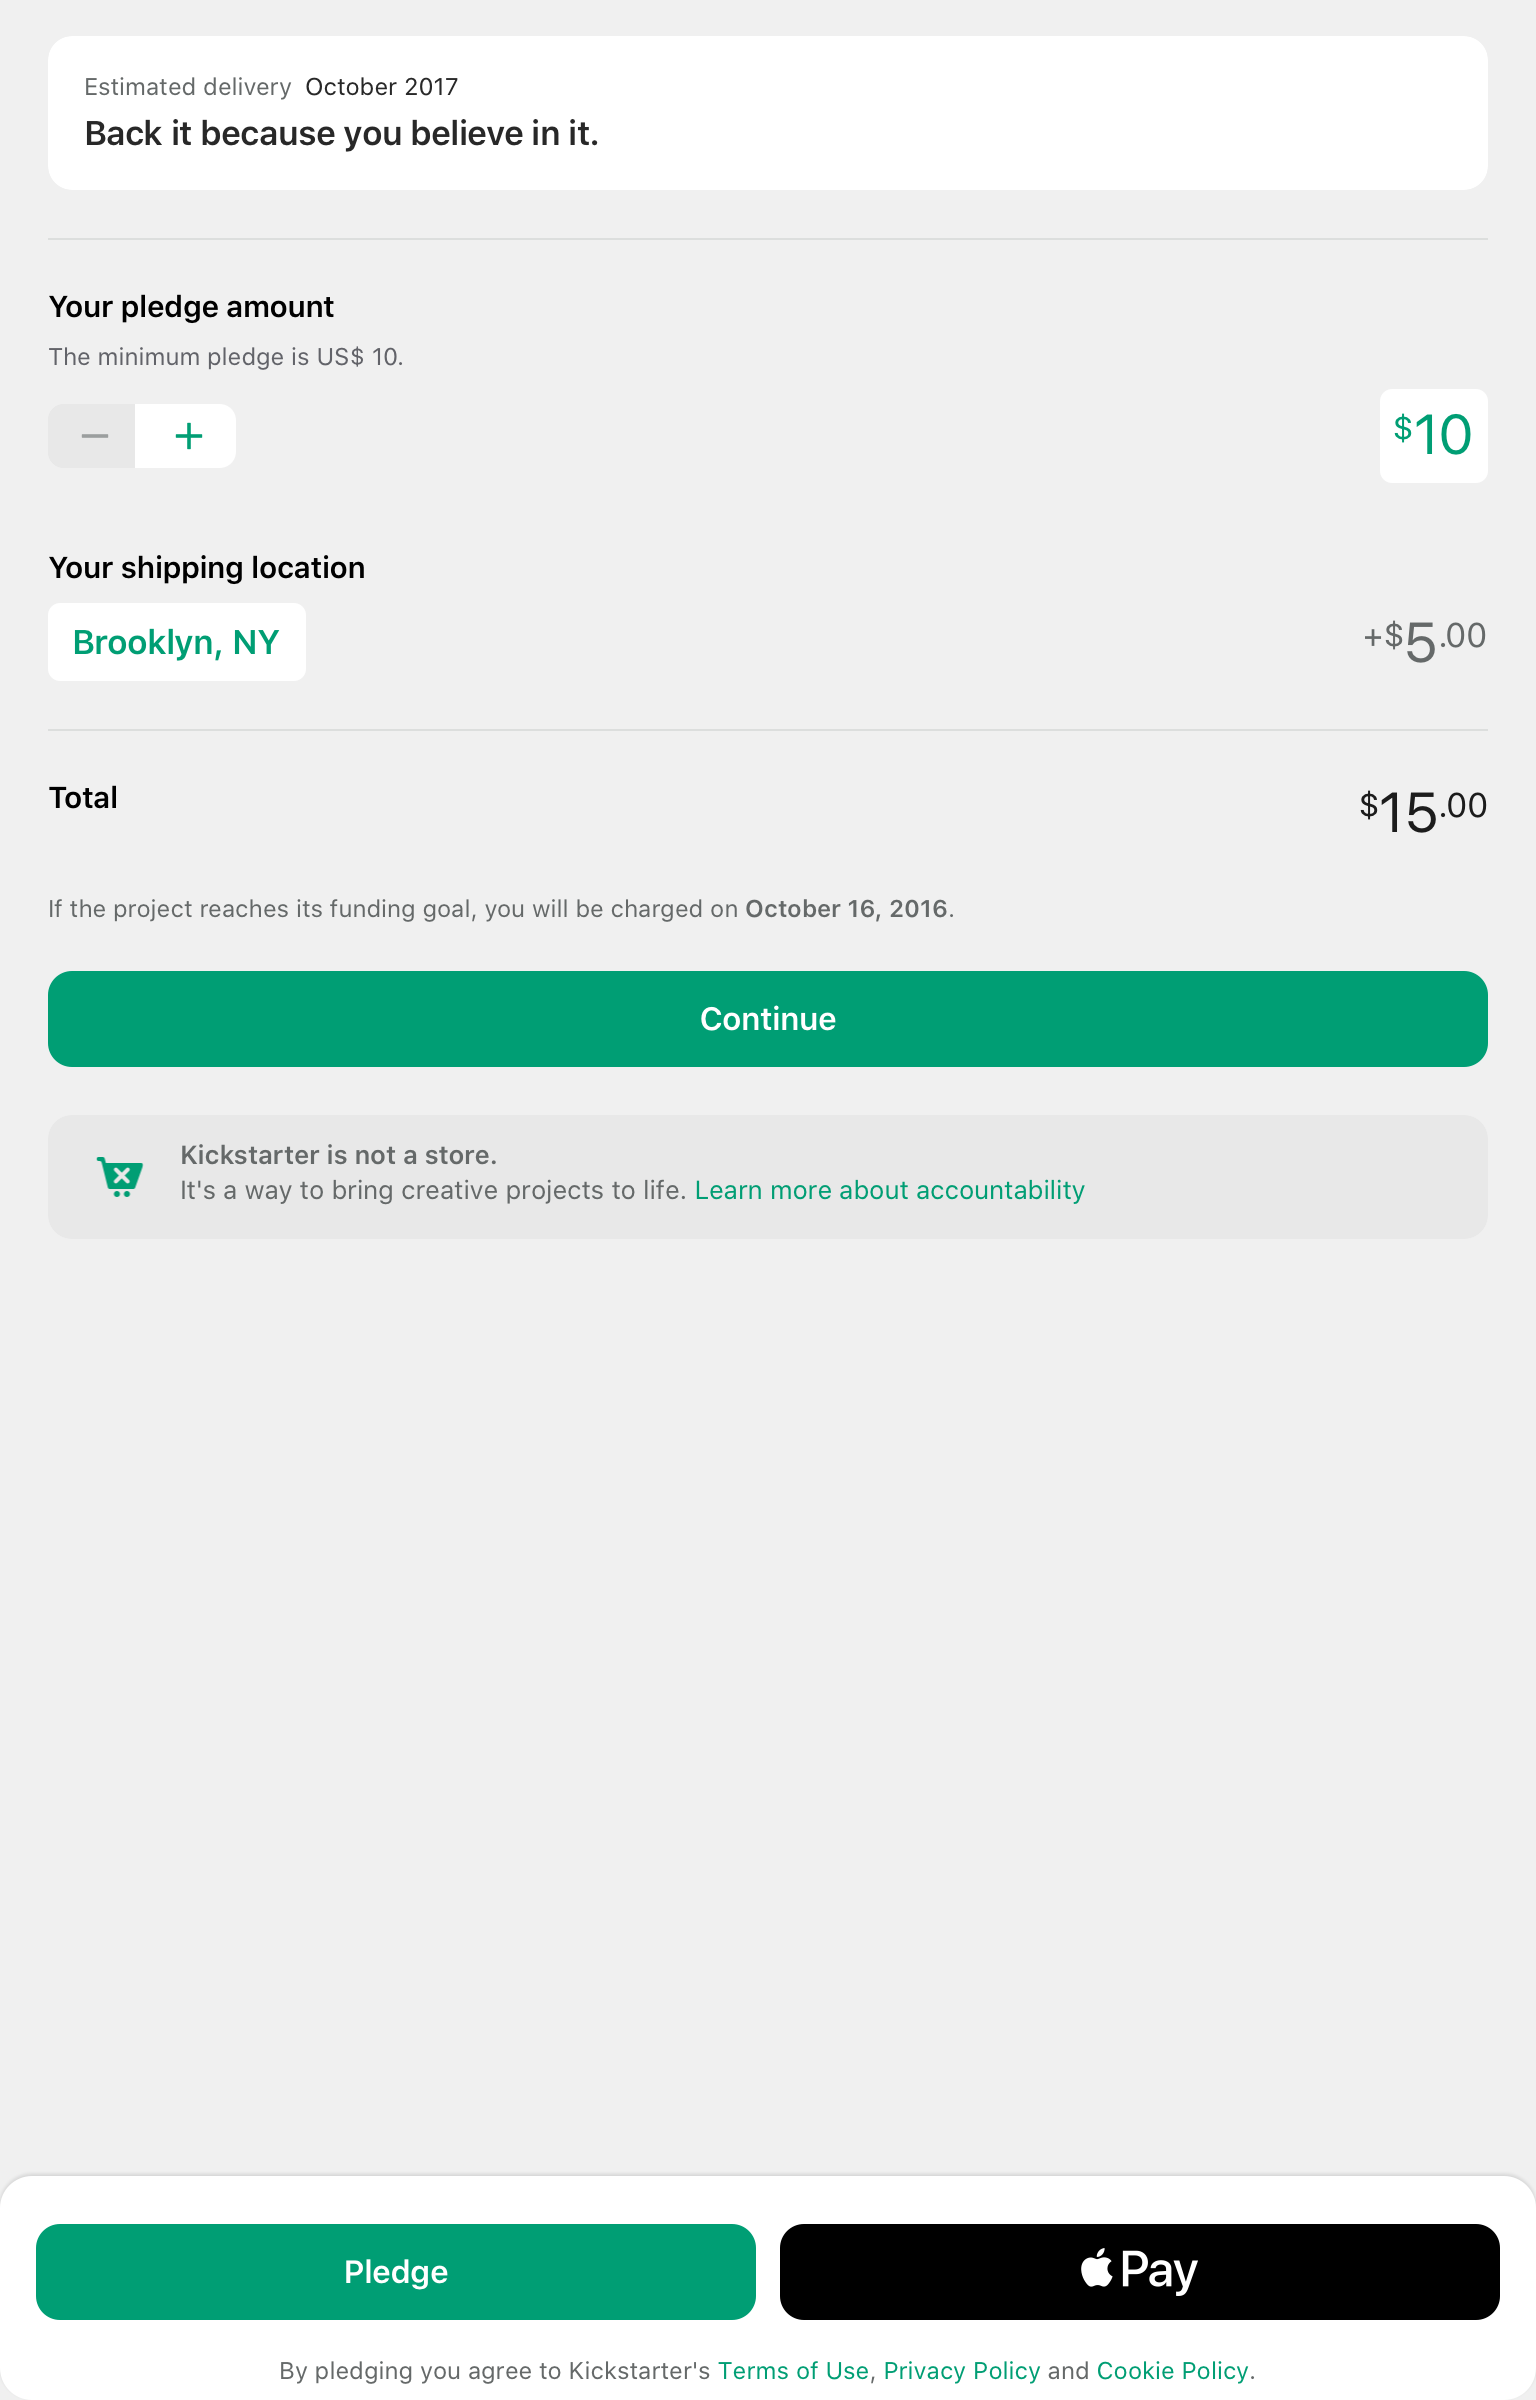 Estimated delivery October 2017
Back it because you believe in it.
Your pledge amount
The minimum pledge is US$ 10.
− +
$10
Your shipping location
Brooklyn, NY
+$5.00
Total
$15.00
If the project reaches its funding goal, you will be charged on October 16, 2016.
Continue
Kickstarter is not a store.
It's a way to bring creative projects to life. Learn more about accountability
Pledge
Pay
By pledging you agree to Kickstarter's Terms of Use, Privacy Policy and Cookie Policy.